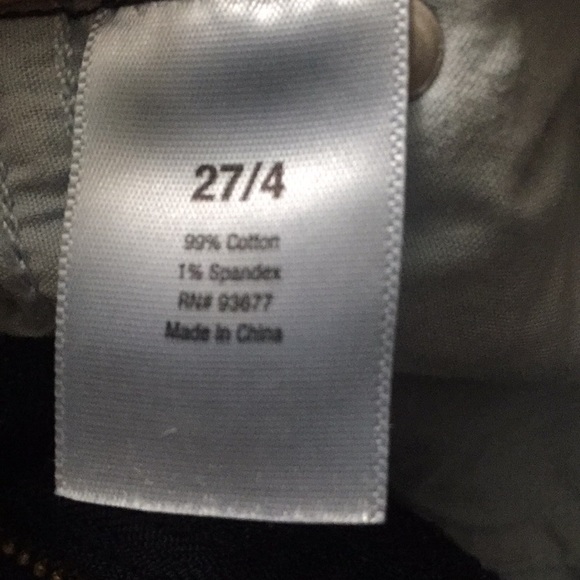 27/4
99% Cotton
1% Spandex
RN# 93677
Made In China